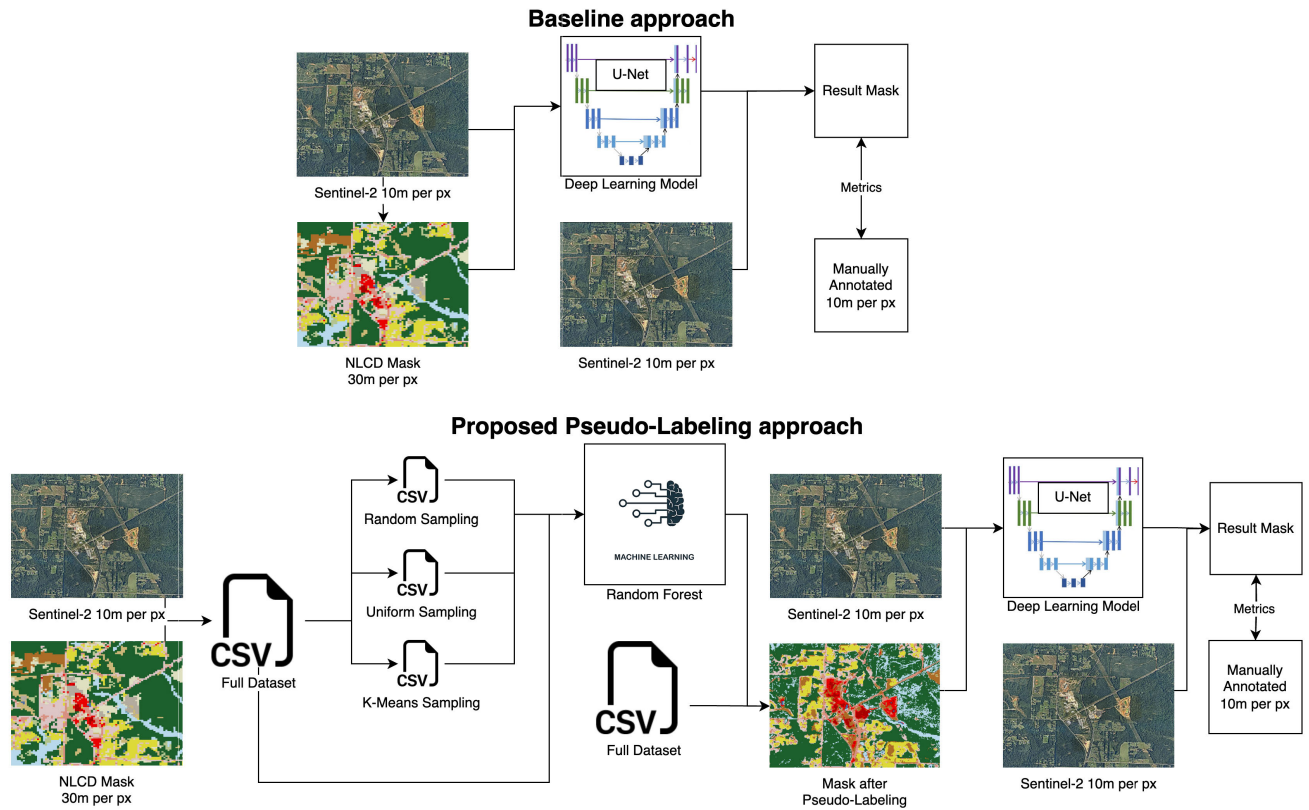 Baseline approach
U-Net
Deep Learning Model
Sentinel-2 10m per px
NLCD Mask
30m per px
Sentinel-2 10m per px
Result Mask
Metrics
Manually
Annotated
10m per px
Proposed Pseudo-Labeling approach
Sentinel-2 10m per px
NLCD Mask
30m per px
CSV
Full Dataset
CSV
Random Sampling
CSV
Uniform Sampling
CSV
K-Means Sampling
MACHINE LEARNING
Random Forest
CSV
Full Dataset
Sentinel-2 10m per px
Mask after
Pseudo-Labeling
U-Net
Deep Learning Model
Sentinel-2 10m per px
Result Mask
Metrics
Manually
Annotated
10m per px